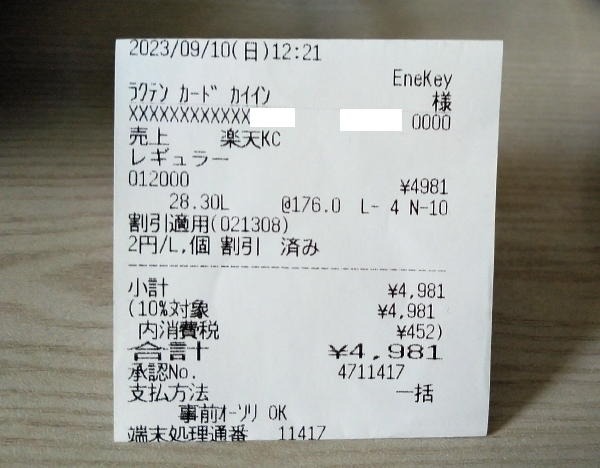 2023/09/10(日)12:21
EneKey
ﾗｸﾃﾝ ｶｰﾄﾞ ｶｲｲﾝ 様
XXXXXXXXXXXX 0000
売上 楽天KC
レギュラー
012000 ¥4981
28.30L @176.0 L- 4 N-10
割引適用(021308)
2円/L,個 割引 済み
小計 ¥4,981
(10%対象 ¥4,981
内消費税 ¥452)
合計 ¥4,981
承認No. 4711417
支払方法 一括
事前ｵｰｿﾘ OK
端末処理通番 11417